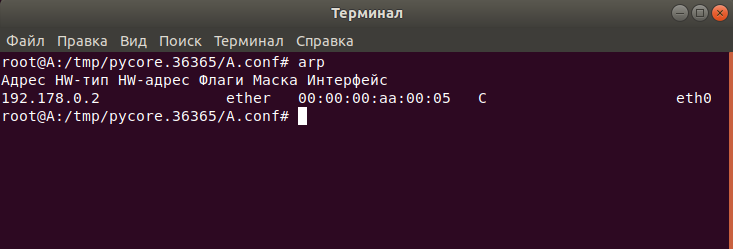 Терминал
Файл Правка Вид Поиск Терминал Справка
root@A:/tmp/pycore.36365/A.conf# arp
Адрес HW-тип HW-адрес Флаги Маска Интерфейс
192.178.0.2 ether 00:00:00:aa:00:05 C eth0
root@A:/tmp/pycore.36365/A.conf#